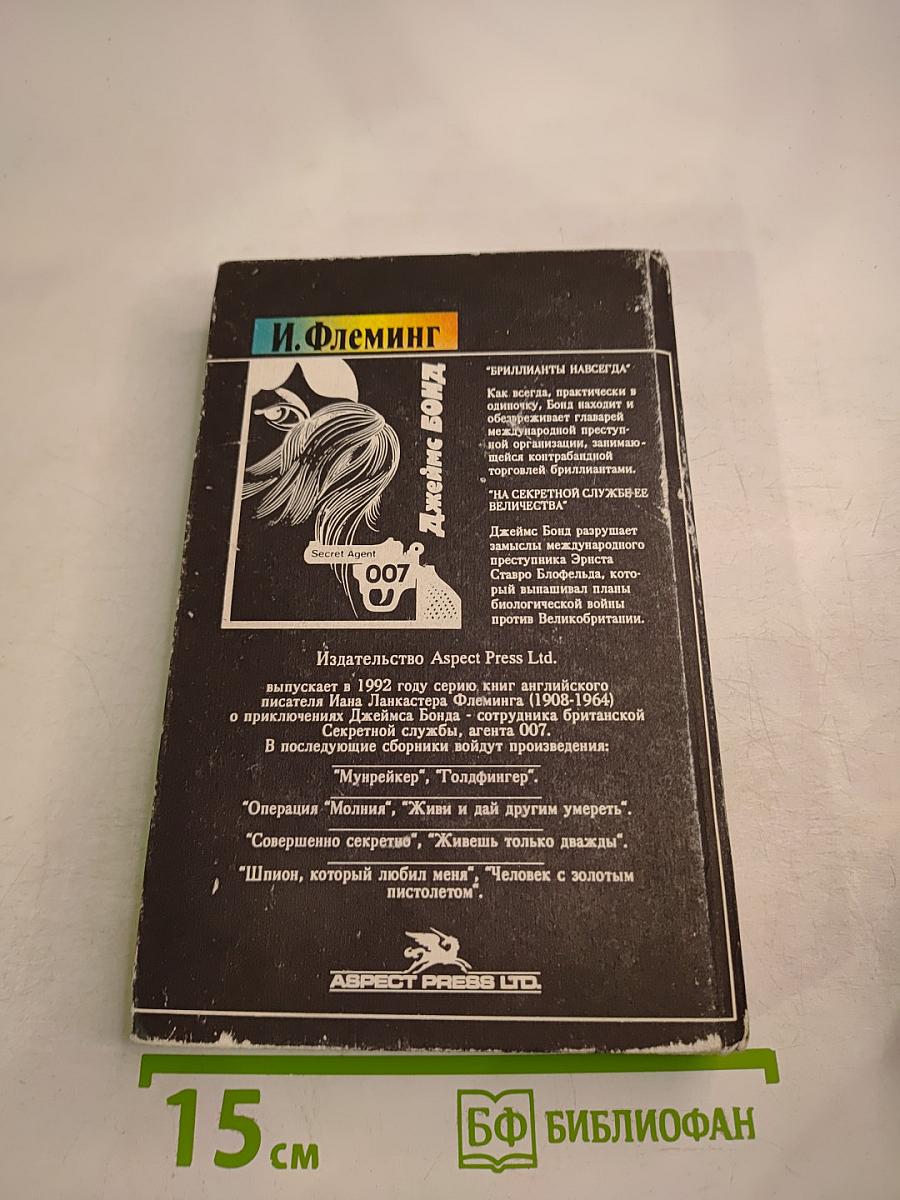 И. Флеминг
Джеймс БОНД
Secret Agent
007
"БРИЛЛИАНТЫ НАВСЕГДА"
Как всегда, практически в
одиночку, Бонд находит и
обезвреживает главарей
международной преступ-
ной организации, занимаю-
щейся контрабандной
торговлей бриллиантами.
"НА СЕКРЕТНОЙ СЛУЖБЕ ЕЕ
ВЕЛИЧЕСТВА"
Джеймс Бонд разрушает
замыслы международного
преступника Эрнста
Ставро Блофельда, кото-
рый вынашивал планы
биологической войны
против Великобритании.
Издательство Aspect Press Ltd.
выпускает в 1992 году серию книг английского
писателя Иана Ланкастера Флеминга (1908-1964)
о приключениях Джеймса Бонда - сотрудника британской
Секретной службы, агента 007.
В последующие сборники войдут произведения:
"Мунрейкер", "Голдфингер".
"Операция "Молния", "Живи и дай другим умереть".
"Совершенно секретно", "Живешь только дважды".
"Шпион, который любил меня", "Человек с золотым
пистолетом".
ASPECT PRESS LTD.
15 см
БФ БИБЛИОФАН